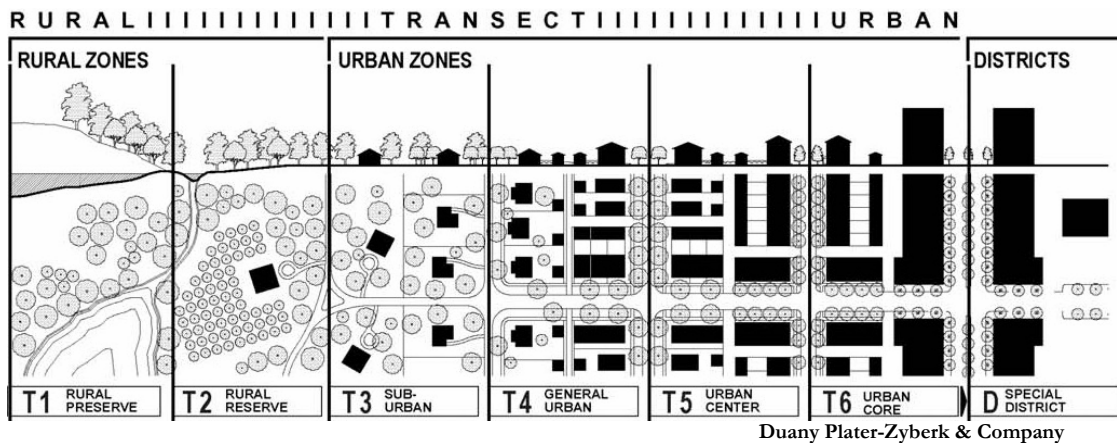 R U R A L I I I I I I I I I I I I I I T R A N S E C T I I I I I I I I I I I I I I U R B A N
RURAL ZONES
URBAN ZONES
DISTRICTS
T1 RURAL PRESERVE
T2 RURAL RESERVE
T3 SUB-URBAN
T4 GENERAL URBAN
T5 URBAN CENTER
T6 URBAN CORE
D SPECIAL DISTRICT
Duany Plater-Zyberk & Company